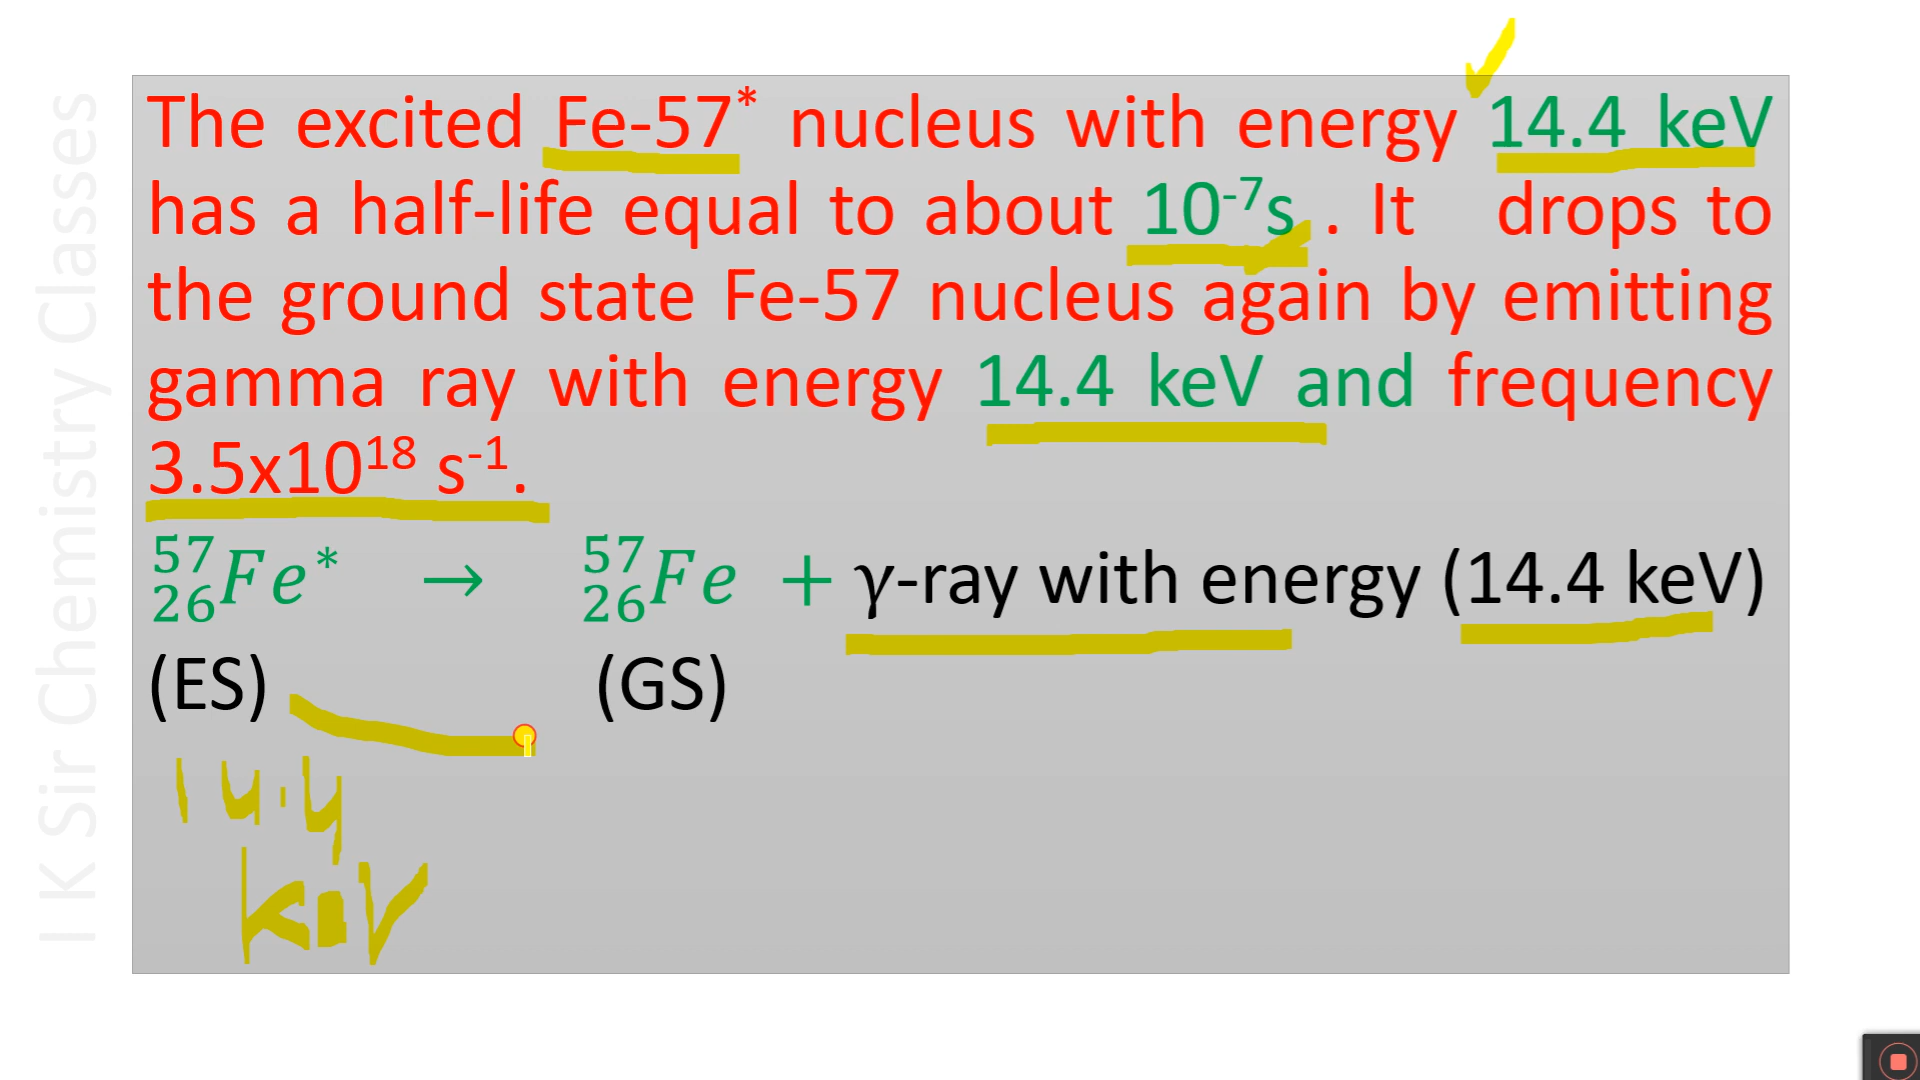 The excited Fe-57* nucleus with energy 14.4 keV
has a half-life equal to about 10⁻⁷s . It drops to
the ground state Fe-57 nucleus again by emitting
gamma ray with energy 14.4 keV and frequency
3.5x10¹⁸ s⁻¹.
⁵⁷₂₆Fe* → ⁵⁷₂₆Fe + γ-ray with energy (14.4 keV)
(ES) (GS)
14.4
keV
I K Sir Chemistry Classes